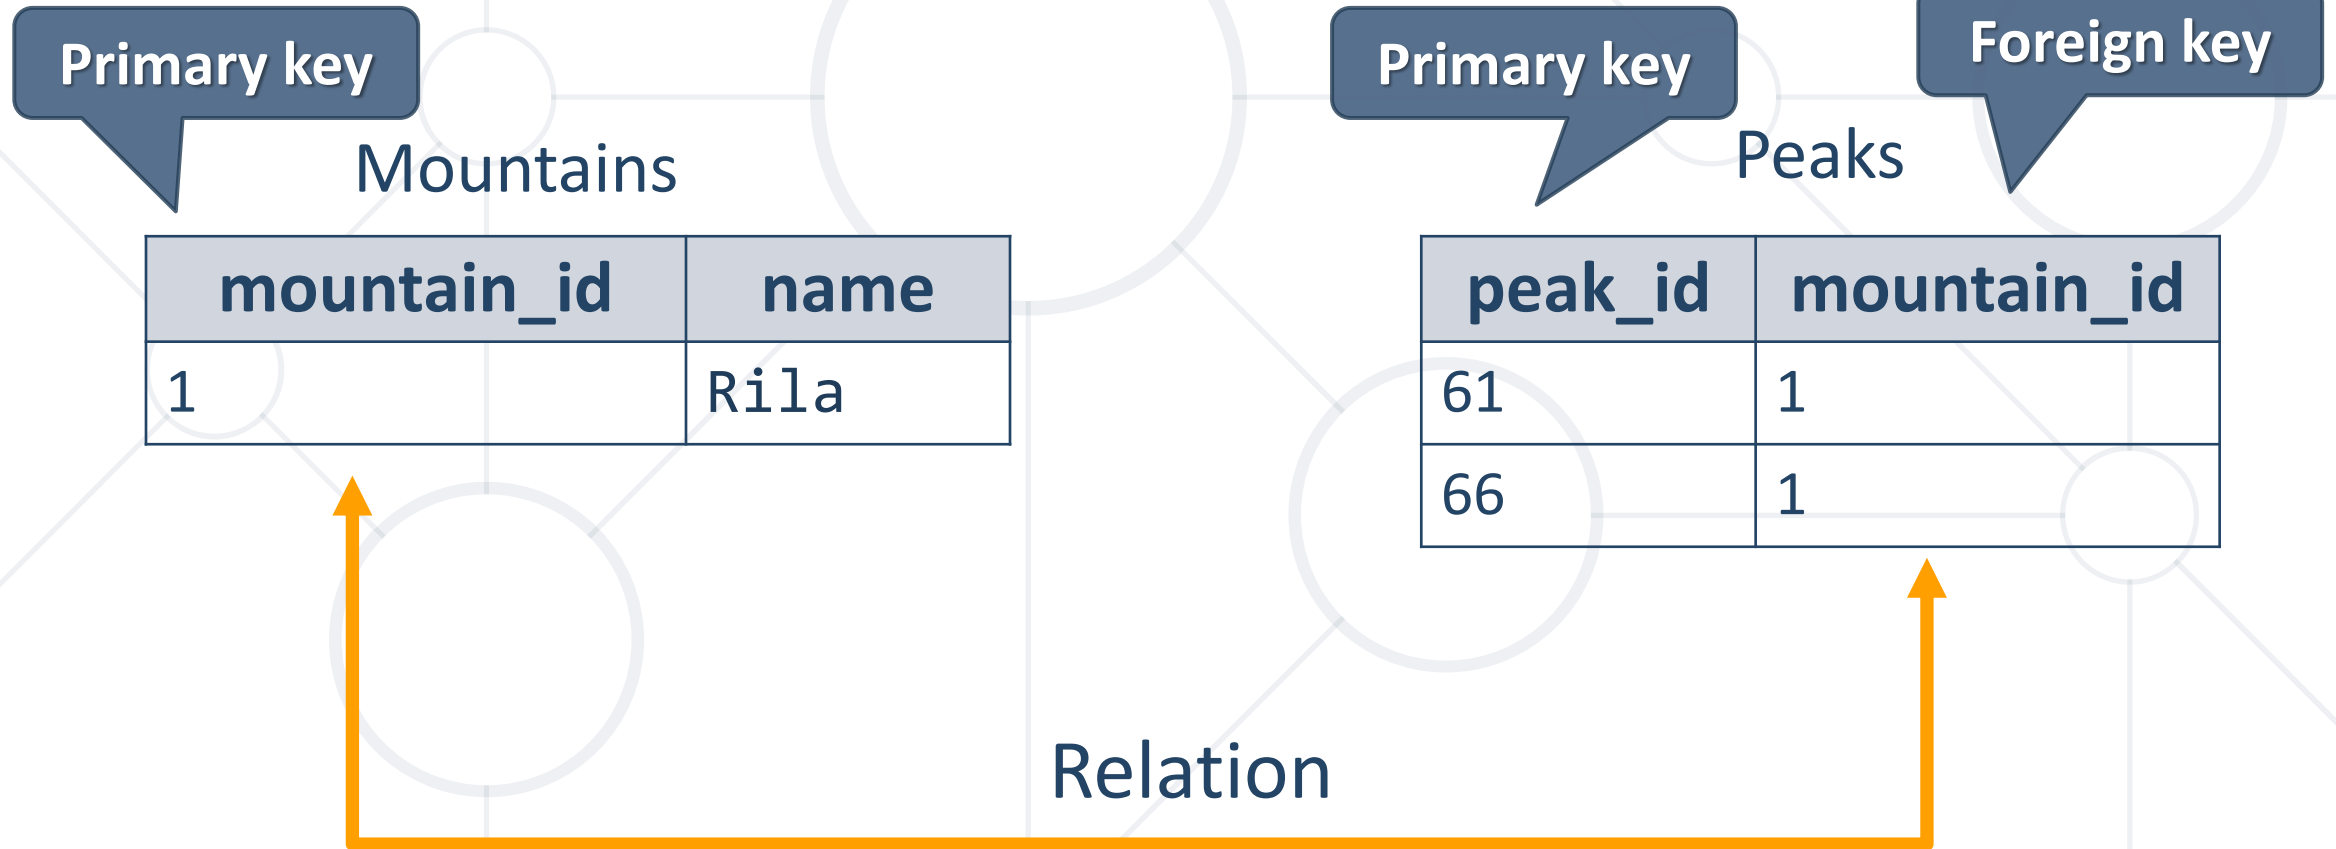 Primary key
Primary key
Foreign key
Mountains
Peaks
mountain_id name
1 Rila
peak_id mountain_id
61 1
66 1
Relation